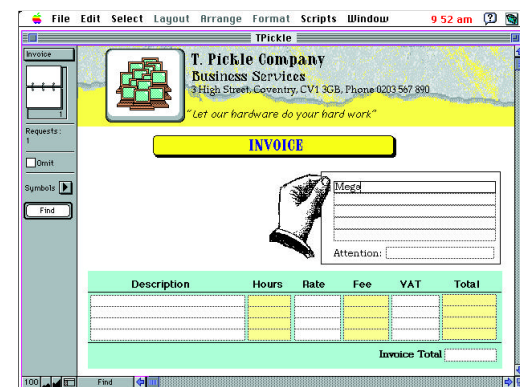 File Edit Select Layout Arrange Format Scripts Window 9 52 am
TPickle
Invoice
1
Requests:
1
Omit
Symbols
Find
T. Pickle Company
Business Services
3 High Street, Coventry, CV1 3GB, Phone 0203 567 890
"Let our hardware do your hard work"
INVOICE
Mega
Attention:
Description Hours Rate Fee VAT Total
Invoice Total
100 Find